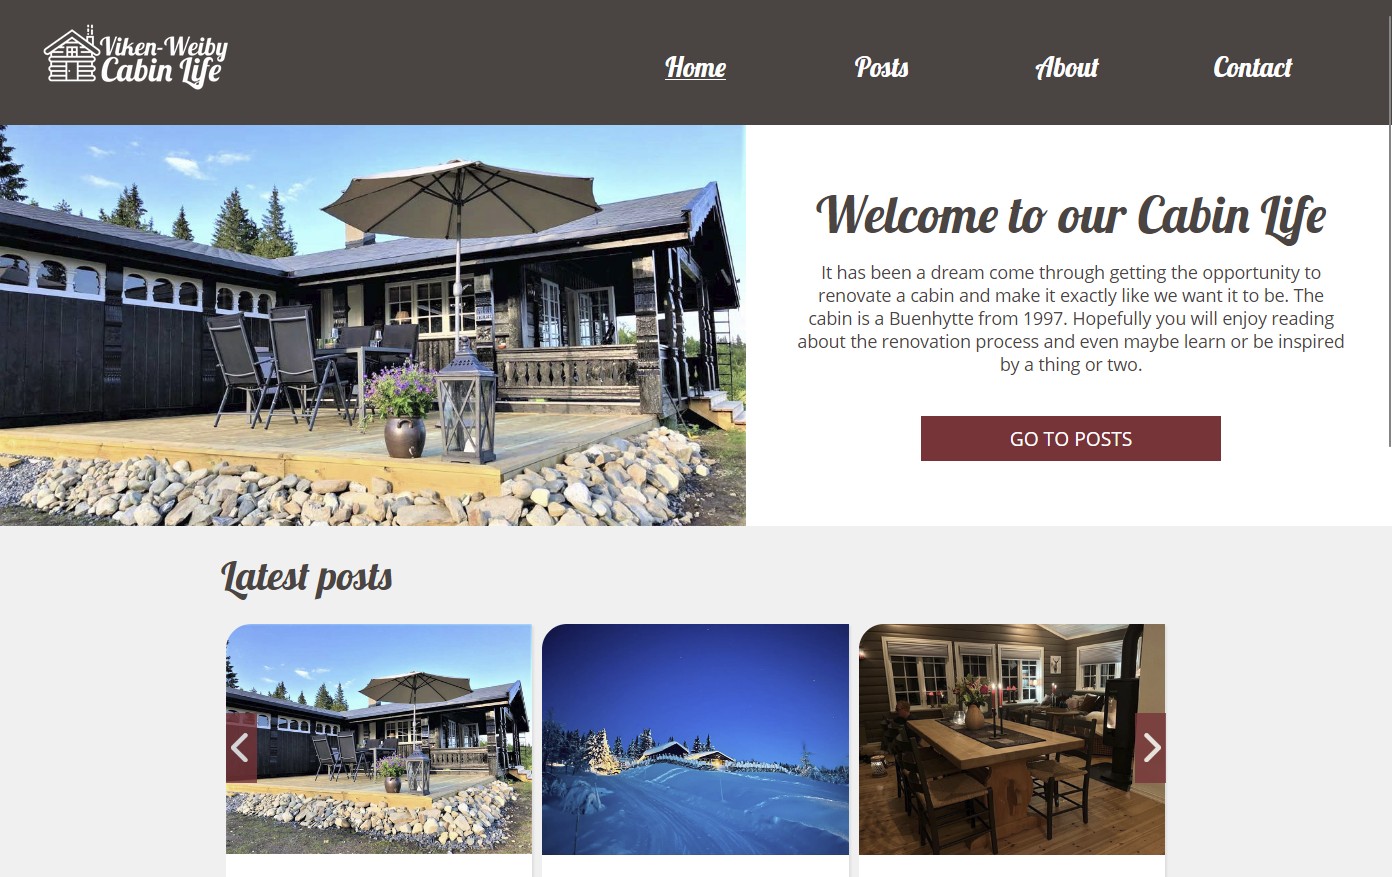 Viken-Weiby
Cabin Life
Home
Posts
About
Contact
Welcome to our Cabin Life
It has been a dream come through getting the opportunity to
renovate a cabin and make it exactly like we want it to be. The
cabin is a Buenhytte from 1997. Hopefully you will enjoy reading
about the renovation process and even maybe learn or be inspired
by a thing or two.
GO TO POSTS
Latest posts